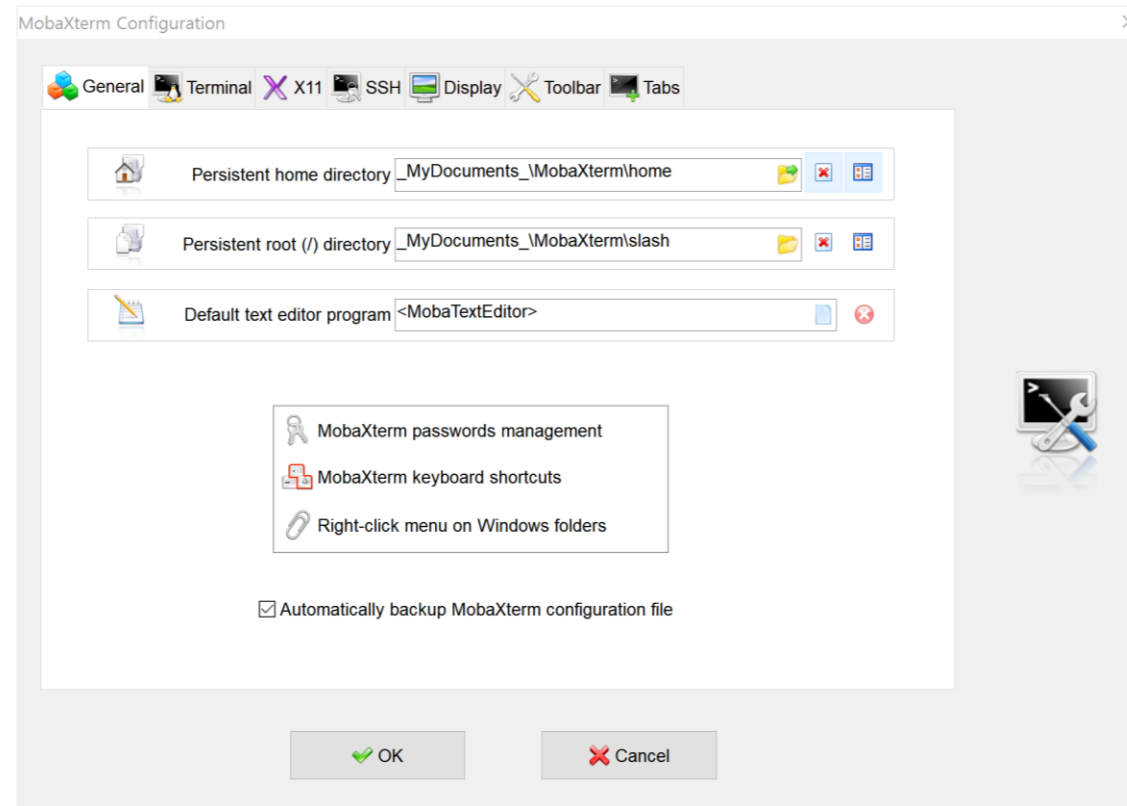 MobaXterm Configuration
General Terminal X11 SSH Display Toolbar Tabs
Persistent home directory _MyDocuments_\MobaXterm\home
Persistent root (/) directory _MyDocuments_\MobaXterm\slash
Default text editor program <MobaTextEditor>
MobaXterm passwords management
MobaXterm keyboard shortcuts
Right-click menu on Windows folders
Automatically backup MobaXterm configuration file
OK Cancel